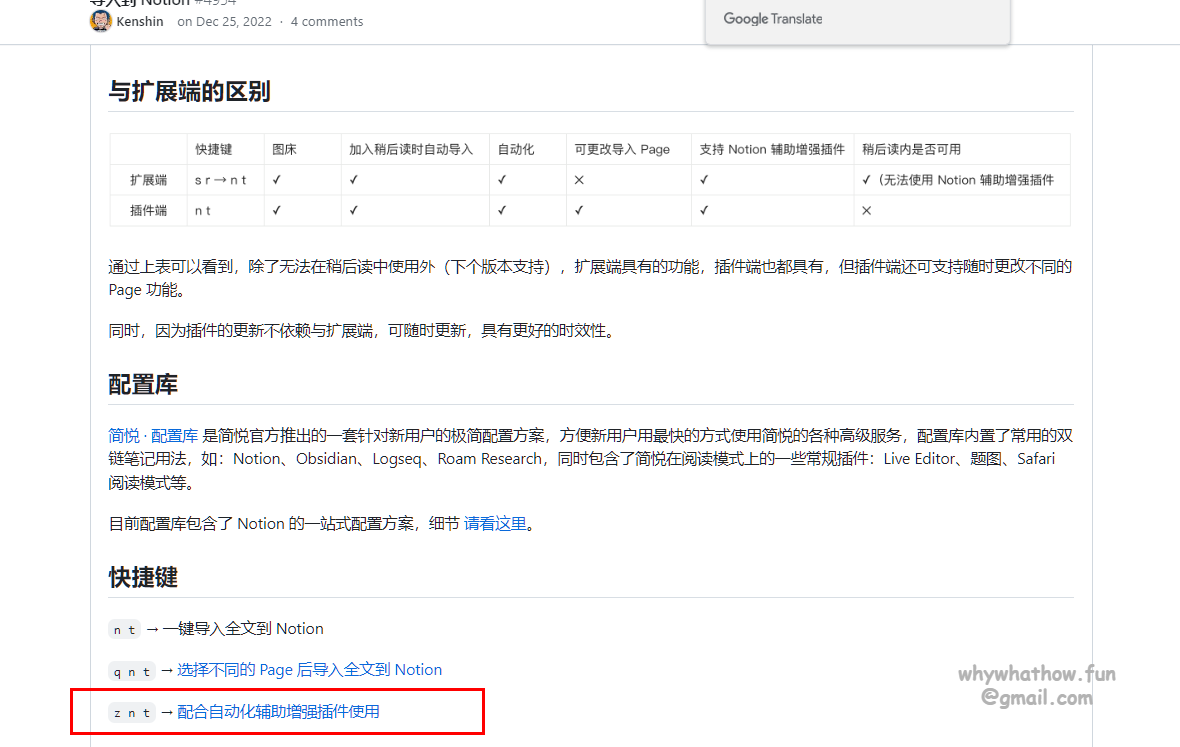 导入到 Notion #4954
Kenshin on Dec 25, 2022 · 4 comments
Google Translate
与扩展端的区别
快捷键 图床 加入稍后读时自动导入 自动化 可更改导入 Page 支持 Notion 辅助增强插件 稍后读内是否可用
扩展端 s r → n t ✓ ✓ ✓ ✕ ✓ ✓（无法使用 Notion 辅助增强插件
插件端 n t ✓ ✓ ✓ ✓ ✓ ✕
通过上表可以看到，除了无法在稍后读中使用外（下个版本支持），扩展端具有的功能，插件端也都具有，但插件端还可支持随时更改不同的
Page 功能。
同时，因为插件的更新不依赖与扩展端，可随时更新，具有更好的时效性。
配置库
简悦 · 配置库 是简悦官方推出的一套针对新用户的极简配置方案，方便新用户用最快的方式使用简悦的各种高级服务，配置库内置了常用的双
链笔记用法，如：Notion、Obsidian、Logseq、Roam Research，同时包含了简悦在阅读模式上的一些常规插件：Live Editor、题图、Safari
阅读模式等。
目前配置库包含了 Notion 的一站式配置方案，细节 请看这里。
快捷键
n t → 一键导入全文到 Notion
q n t → 选择不同的 Page 后导入全文到 Notion
z n t → 配合自动化辅助增强插件使用
whywhathow.fun
@gmail.com